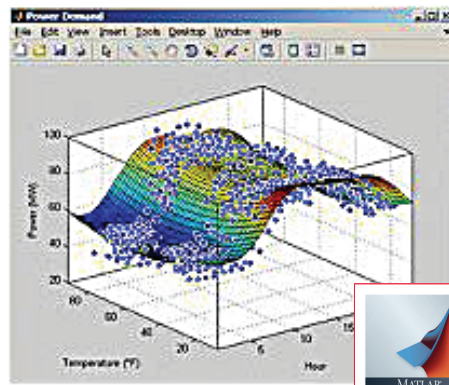 Power Demand
File Edit View Insert Tools Desktop Window Help
100
80
60
40
20
Power (MW)
80
60
40
20
Temperature (°F)
5
10
Hour
MATLAB